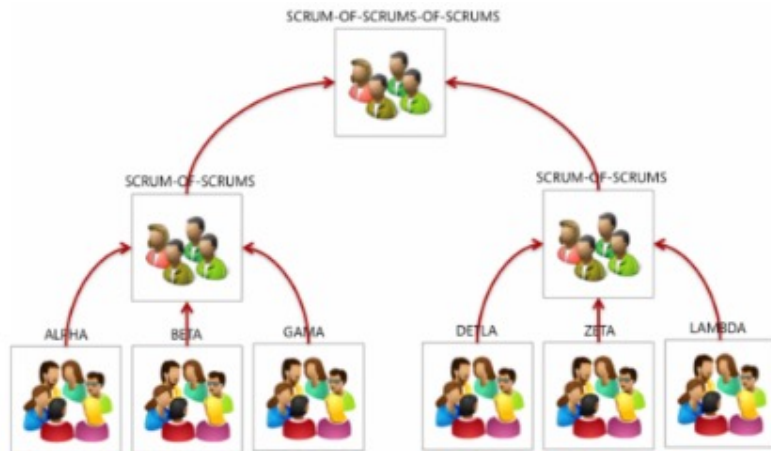 SCRUM-OF-SCRUMS-OF-SCRUMS
SCRUM-OF-SCRUMS
SCRUM-OF-SCRUMS
ALPHA
BETA
GAMA
DETLA
ZETA
LAMBDA